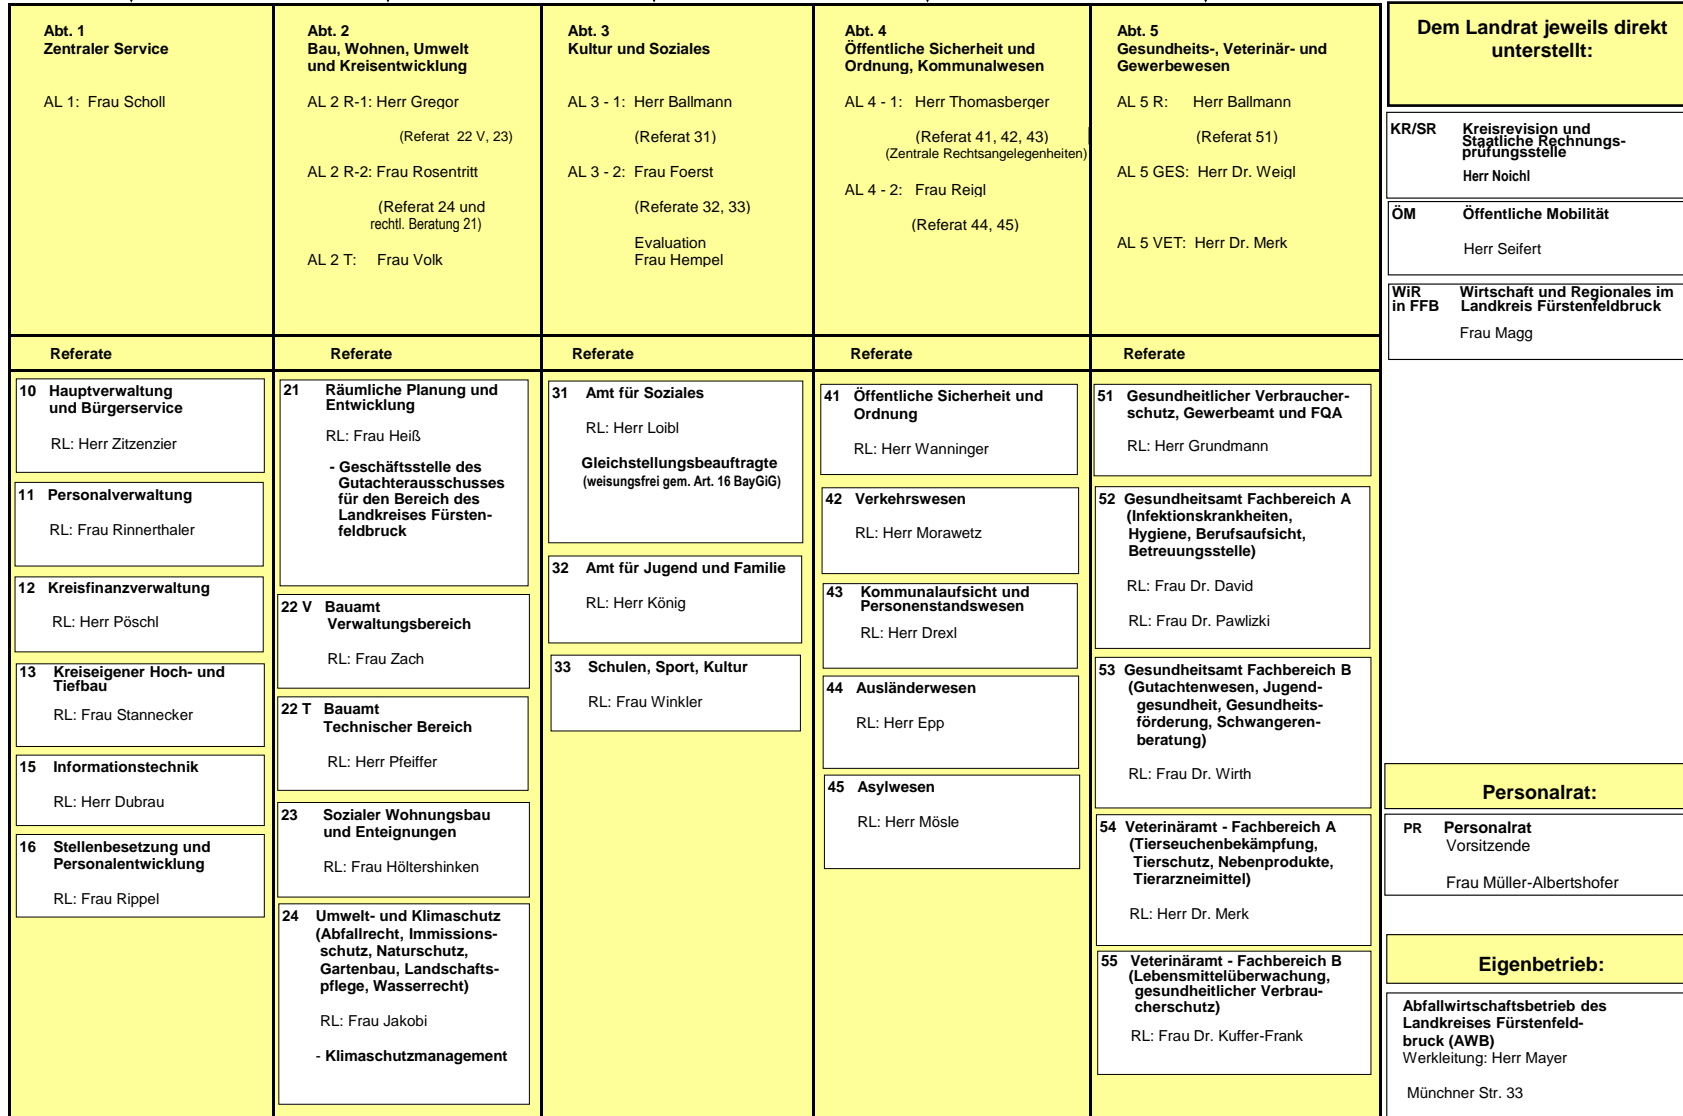 Abt. 1
Zentraler Service
AL 1: Frau Scholl
Abt. 2
Bau, Wohnen, Umwelt
und Kreisentwicklung
AL 2 R-1: Herr Gregor
(Referat 22 V, 23)
AL 2 R-2: Frau Rosentritt
(Referat 24 und
rechtl. Beratung 21)
AL 2 T: Frau Volk
Abt. 3
Kultur und Soziales
AL 3 - 1: Herr Ballmann
(Referat 31)
AL 3 - 2: Frau Foerst
(Referate 32, 33)
Evaluation
Frau Hempel
Abt. 4
Öffentliche Sicherheit und
Ordnung, Kommunalwesen
AL 4 - 1: Herr Thomasberger
(Referat 41, 42, 43)
(Zentrale Rechtsangelegenheiten)
AL 4 - 2: Frau Reigl
(Referat 44, 45)
Abt. 5
Gesundheits-, Veterinär- und
Gewerbewesen
AL 5 R: Herr Ballmann
(Referat 51)
AL 5 GES: Herr Dr. Weigl
AL 5 VET: Herr Dr. Merk
Dem Landrat jeweils direkt
unterstellt:
KR/SR Kreisrevision und
Staatliche Rechnungs-
prüfungsstelle
Herr Noichl
ÖM Öffentliche Mobilität
Herr Seifert
WiR Wirtschaft und Regionales im
in FFB Landkreis Fürstenfeldbruck
Frau Magg
Referate
10 Hauptverwaltung
und Bürgerservice
RL: Herr Zitzenzier
11 Personalverwaltung
RL: Frau Rinnerthaler
12 Kreisfinanzverwaltung
RL: Herr Pöschl
13 Kreiseigener Hoch- und
Tiefbau
RL: Frau Stannecker
15 Informationstechnik
RL: Herr Dubrau
16 Stellenbesetzung und
Personalentwicklung
RL: Frau Rippel
Referate
21 Räumliche Planung und
Entwicklung
RL: Frau Heiß
- Geschäftsstelle des
Gutachterausschusses
für den Bereich des
Landkreises Fürsten-
feldbruck
22 V Bauamt
Verwaltungsbereich
RL: Frau Zach
22 T Bauamt
Technischer Bereich
RL: Herr Pfeiffer
23 Sozialer Wohnungsbau
und Enteignungen
RL: Frau Höltershinken
24 Umwelt- und Klimaschutz
(Abfallrecht, Immissions-
schutz, Naturschutz,
Gartenbau, Landschafts-
pflege, Wasserrecht)
RL: Frau Jakobi
- Klimaschutzmanagement
Referate
31 Amt für Soziales
RL: Herr Loibl
Gleichstellungsbeauftragte
(weisungsfrei gem. Art. 16 BayGiG)
32 Amt für Jugend und Familie
RL: Herr König
33 Schulen, Sport, Kultur
RL: Frau Winkler
Referate
41 Öffentliche Sicherheit und
Ordnung
RL: Herr Wanninger
42 Verkehrswesen
RL: Herr Morawetz
43 Kommunalaufsicht und
Personenstandswesen
RL: Herr Drexl
44 Ausländerwesen
RL: Herr Epp
45 Asylwesen
RL: Herr Mösle
Referate
51 Gesundheitlicher Verbraucher-
schutz, Gewerbeamt und FQA
RL: Herr Grundmann
52 Gesundheitsamt Fachbereich A
(Infektionskrankheiten,
Hygiene, Berufsaufsicht,
Betreuungsstelle)
RL: Frau Dr. David
RL: Frau Dr. Pawlizki
53 Gesundheitsamt Fachbereich B
(Gutachtenwesen, Jugend-
gesundheit, Gesundheits-
förderung, Schwangeren-
beratung)
RL: Frau Dr. Wirth
54 Veterinäramt - Fachbereich A
(Tierseuchenbekämpfung,
Tierschutz, Nebenprodukte,
Tierarzneimittel)
RL: Herr Dr. Merk
55 Veterinäramt - Fachbereich B
(Lebensmittelüberwachung,
gesundheitlicher Verbrau-
cherschutz)
RL: Frau Dr. Kuffer-Frank
Personalrat:
PR Personalrat
Vorsitzende
Frau Müller-Albertshofer
Eigenbetrieb:
Abfallwirtschaftsbetrieb des
Landkreises Fürstenfeld-
bruck (AWB)
Werkleitung: Herr Mayer
Münchner Str. 33